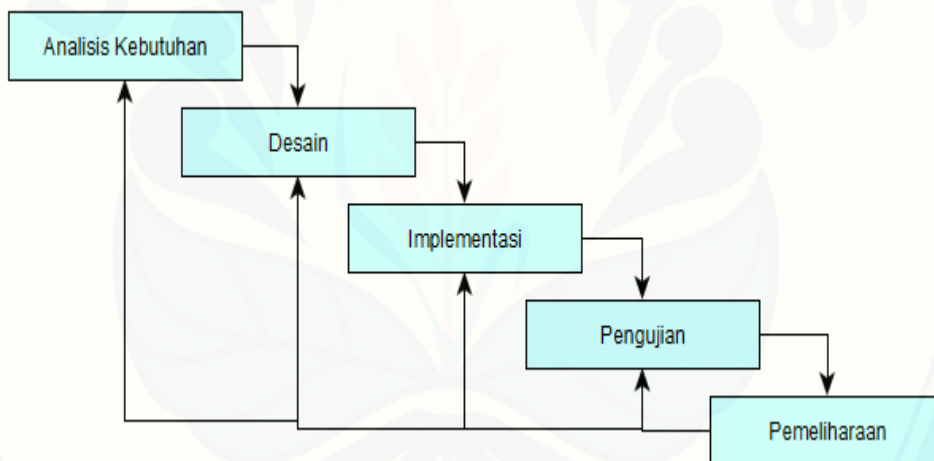 Analisis Kebutuhan
Desain
Implementasi
Pengujian
Pemeliharaan